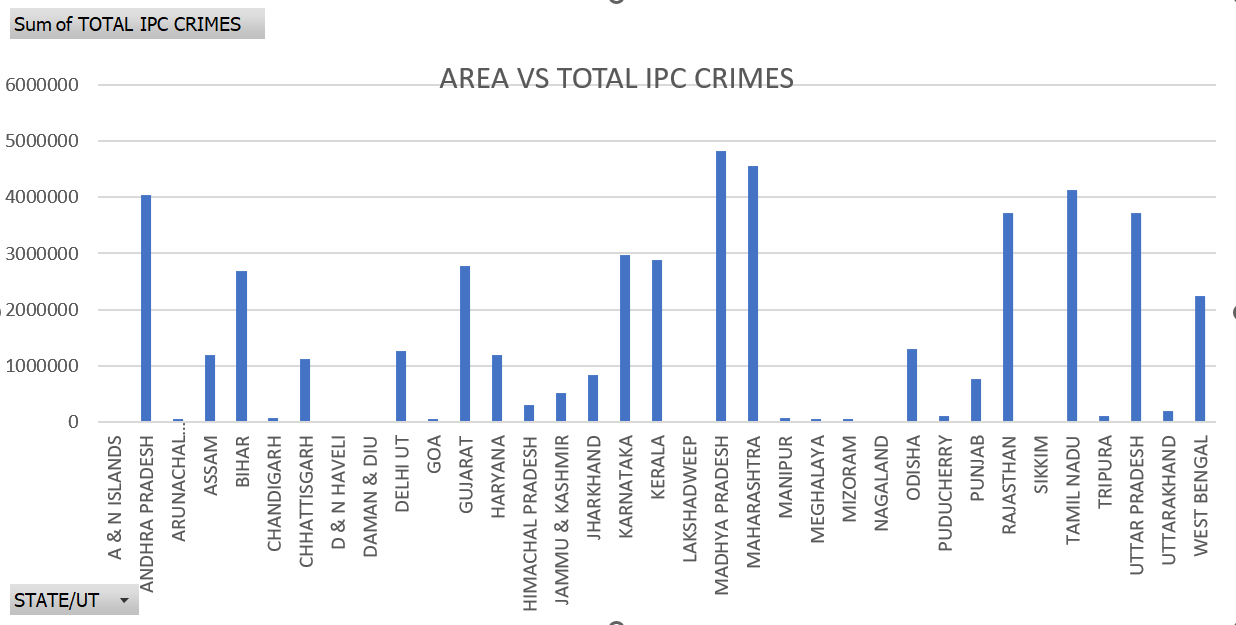 Sum of TOTAL IPC CRIMES
AREA VS TOTAL IPC CRIMES
6000000
5000000
4000000
3000000
2000000
1000000
0
A & N ISLANDS
ANDHRA PRADESH
ARUNACHAL…
ASSAM
BIHAR
CHANDIGARH
CHHATTISGARH
D & N HAVELI
DAMAN & DIU
DELHI UT
GOA
GUJARAT
HARYANA
HIMACHAL PRADESH
JAMMU & KASHMIR
JHARKHAND
KARNATAKA
KERALA
LAKSHADWEEP
MADHYA PRADESH
MAHARASHTRA
MANIPUR
MEGHALAYA
MIZORAM
NAGALAND
ODISHA
PUDUCHERRY
PUNJAB
RAJASTHAN
SIKKIM
TAMIL NADU
TRIPURA
UTTAR PRADESH
UTTARAKHAND
WEST BENGAL
STATE/UT